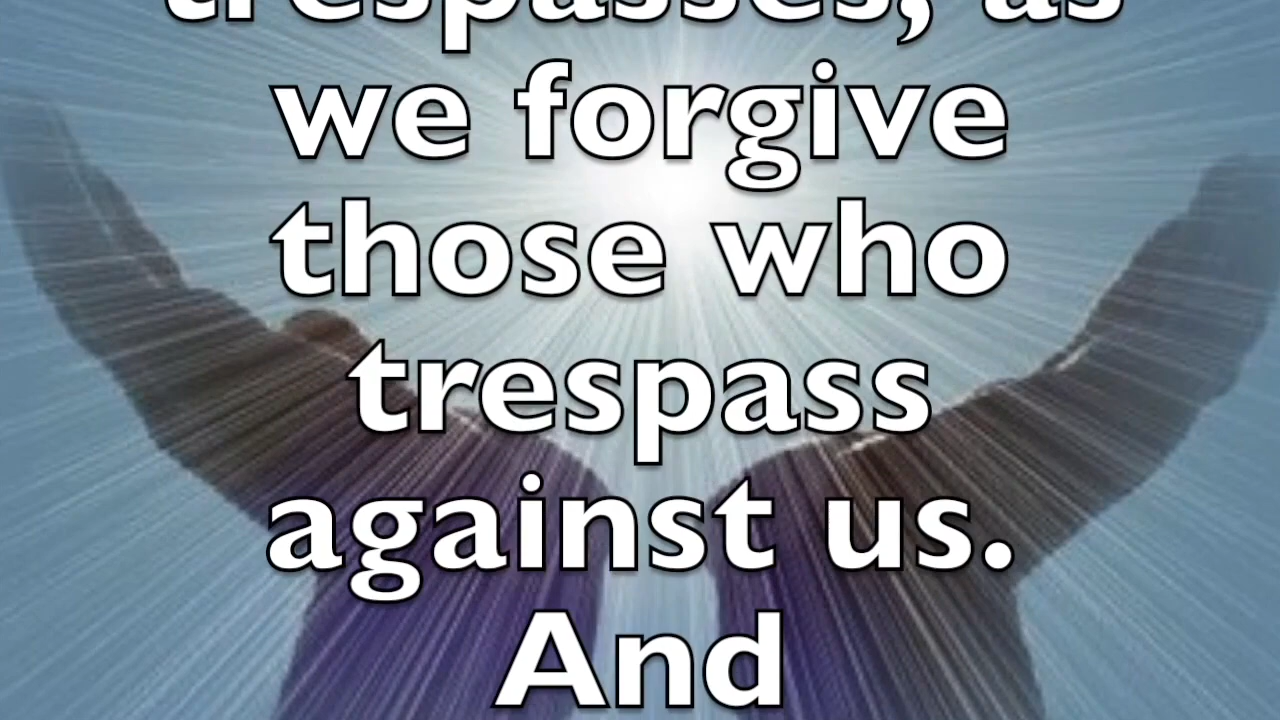 trespasses, as
we forgive
those who
trespass
against us.
And